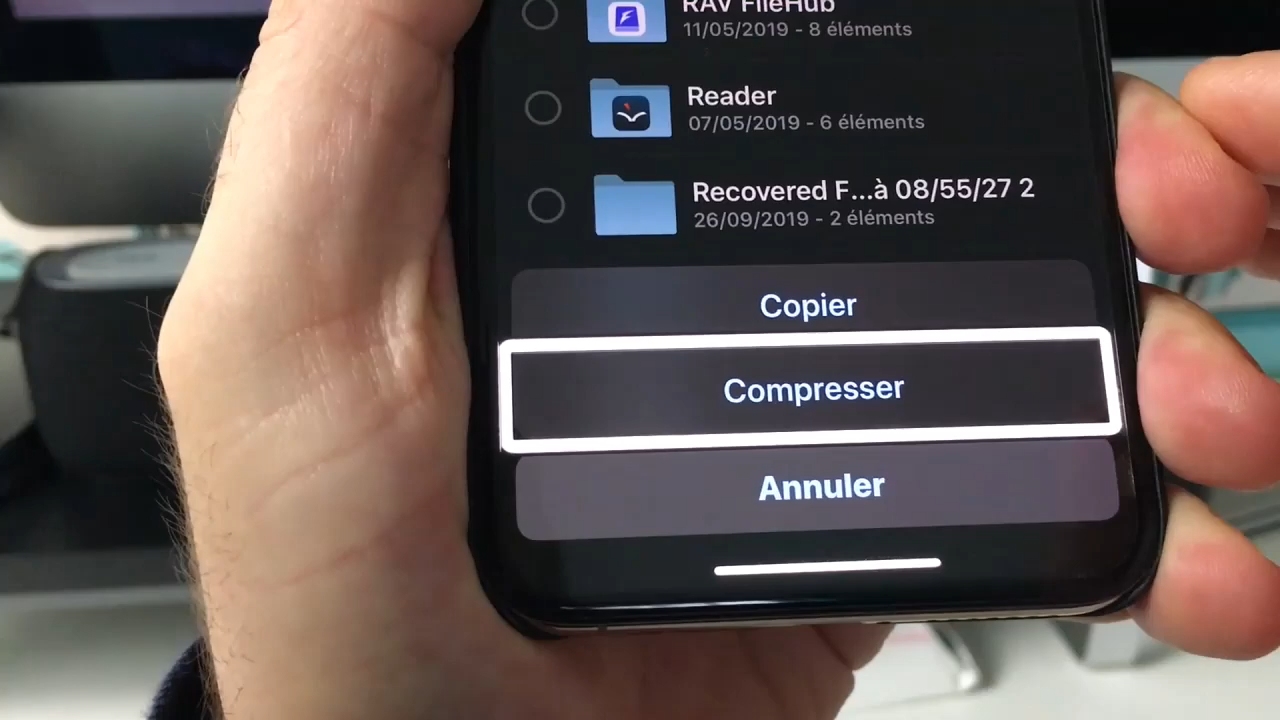 RAV FileHub
11/05/2019 - 8 éléments
Reader
07/05/2019 - 6 éléments
Recovered F...à 08/55/27 2
26/09/2019 - 2 éléments
Copier
Compresser
Annuler